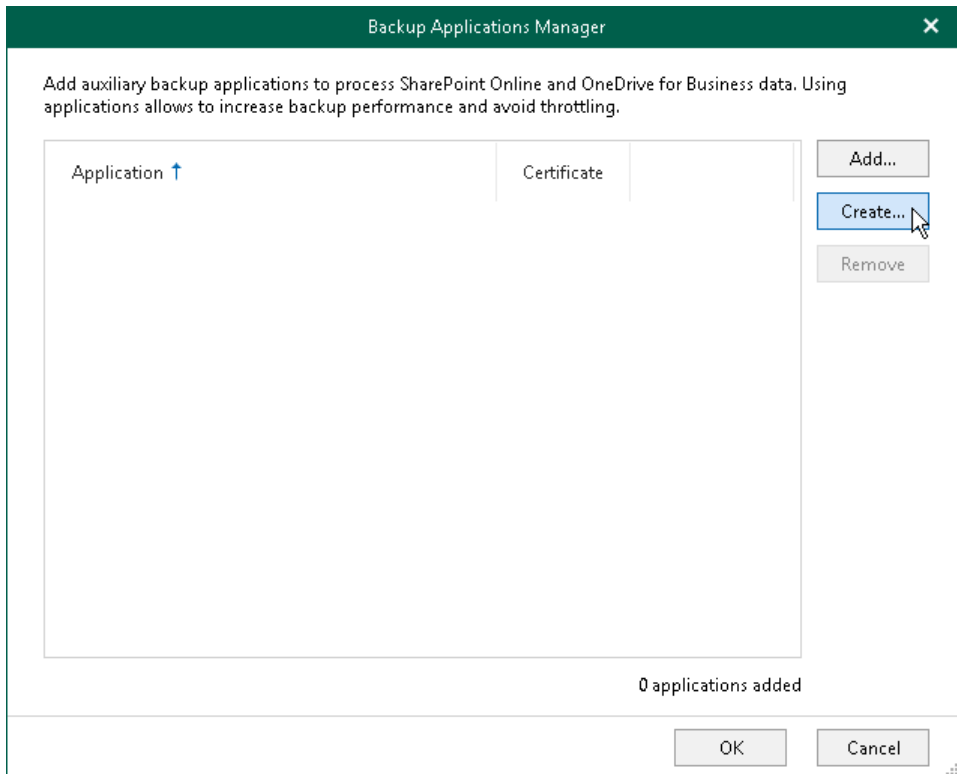 Backup Applications Manager
Add auxiliary backup applications to process SharePoint Online and OneDrive for Business data. Using
applications allows to increase backup performance and avoid throttling.
Application ↑
Certificate
Add...
Create...
Remove
0 applications added
OK
Cancel